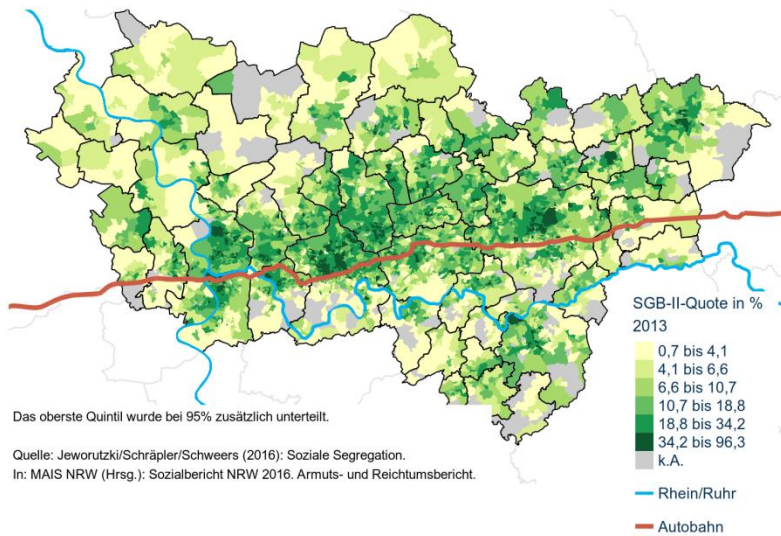 SGB-II-Quote in %
2013
0,7 bis 4,1
4,1 bis 6,6
6,6 bis 10,7
10,7 bis 18,8
18,8 bis 34,2
34,2 bis 96,3
k.A.
Rhein/Ruhr
Autobahn
Das oberste Quintil wurde bei 95% zusätzlich unterteilt.
Quelle: Jeworutzki/Schräpler/Schweers (2016): Soziale Segregation.
In: MAIS NRW (Hrsg.): Sozialbericht NRW 2016. Armuts- und Reichtumsbericht.